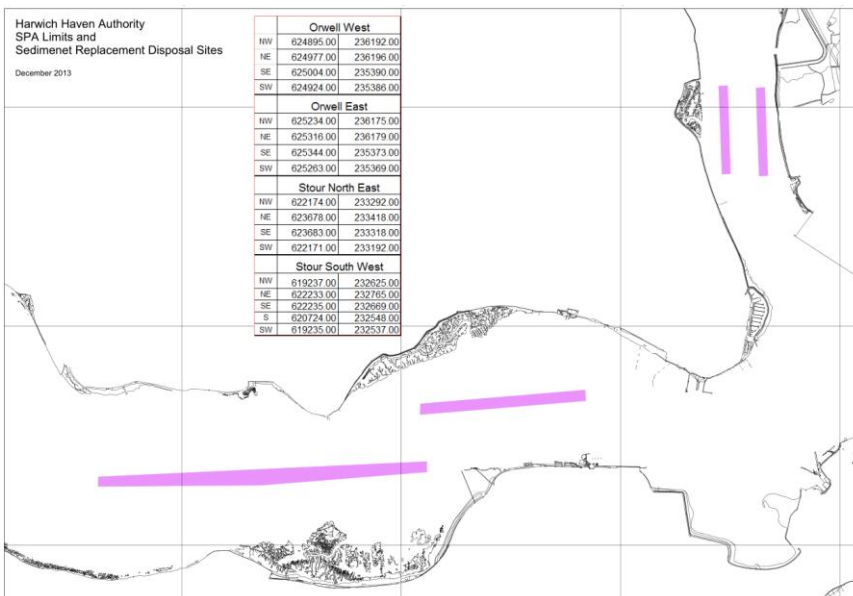 Harwich Haven Authority
SPA Limits and
Sedimenet Replacement Disposal Sites
December 2013
Orwell West
NW 624895.00 236192.00
NE 624977.00 236196.00
SE 625004.00 235390.00
SW 624924.00 235386.00
Orwell East
NW 625234.00 236175.00
NE 625316.00 236179.00
SE 625344.00 235373.00
SW 625263.00 235369.00
Stour North East
NW 622174.00 233292.00
NE 623678.00 233418.00
SE 623683.00 233318.00
SW 622171.00 233192.00
Stour South West
NW 619237.00 232625.00
NE 622233.00 232765.00
SE 622235.00 232669.00
S 620724.00 232548.00
SW 619235.00 232537.00